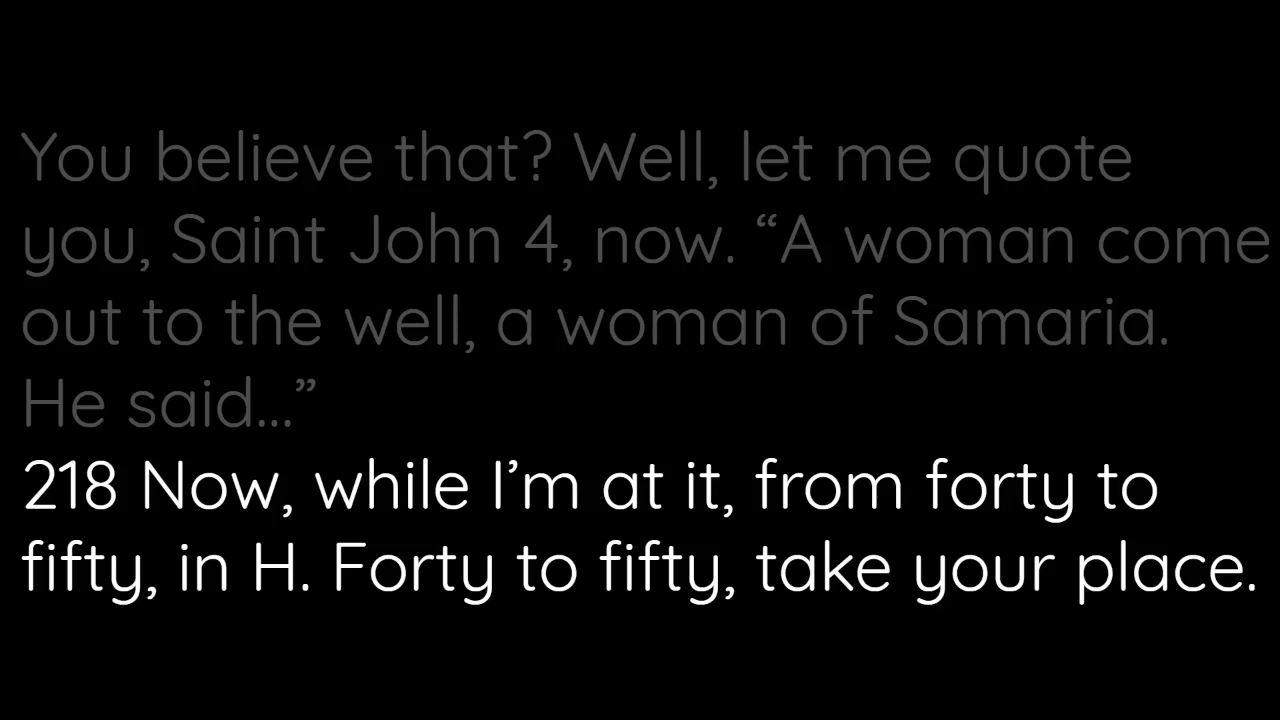 You believe that? Well, let me quote
you, Saint John 4, now. “A woman come
out to the well, a woman of Samaria.
He said...”
218 Now, while I’m at it, from forty to
fifty, in H. Forty to fifty, take your place.